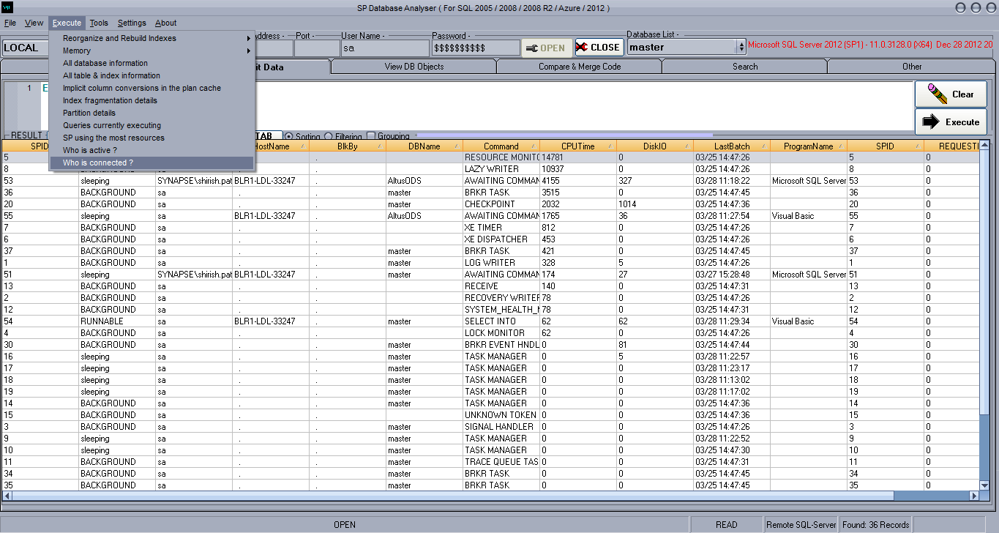 SQL SP Database Analyser ( For SQL 2005 / 2008 / 2008 R2 / Azure / 2012 )
File View Execute Tools Settings About
Address - Port - User Name - Password - Database List -
LOCAL sa $$$$$$$$$$ OPEN CLOSE master Microsoft SQL Server 2012 (SP1) - 11.0.3128.0 (X64) Dec 28 2012 20
Reorganize and Rebuild Indexes
Memory
All database information
All table & index information
Implicit column conversions in the plan cache
Index fragmentation details
Partition details
Queries currently executing
SP using the most resources
Who is active ?
Who is connected ?
it Data View DB Objects Compare & Merge Code Search Other
1 E
Clear
Execute
RESULT TAB Sorting Filtering Grouping
SPID HostName BlkBy DBName Command CPUTime DiskIO LastBatch ProgramName SPID REQUESTI
5 . RESOURCE MONITO 14781 0 03/25 14:47:26 5 0
8 . LAZY WRITER 10937 0 03/25 14:47:26 8 0
53 sleeping SYNAPSE\shirish.pat BLR1-LDL-33247 . AltusODS AWAITING COMMAN 4155 327 03/28 11:18:22 Microsoft SQL Server 53 0
36 BACKGROUND sa . . master BRKR TASK 3515 0 03/25 14:47:45 36 0
20 BACKGROUND sa . . master CHECKPOINT 2032 1014 03/25 14:47:36 20 0
55 sleeping sa BLR1-LDL-33247 . AltusODS AWAITING COMMAN 1765 36 03/28 11:27:54 Visual Basic 55 0
7 BACKGROUND sa . . XE TIMER 812 0 03/25 14:47:26 7 0
6 BACKGROUND sa . . XE DISPATCHER 453 0 03/25 14:47:26 6 0
37 BACKGROUND sa . . master BRKR TASK 421 0 03/25 14:47:45 37 0
1 BACKGROUND sa . . master LOG WRITER 328 5 03/25 14:47:26 1 0
51 sleeping SYNAPSE\shirish.pat BLR1-LDL-33247 . master AWAITING COMMAN 174 27 03/27 15:28:48 Microsoft SQL Server 51 0
13 BACKGROUND sa . . RECEIVE 140 0 03/25 14:47:31 13 0
2 BACKGROUND sa . . RECOVERY WRITER 78 0 03/25 14:47:26 2 0
12 BACKGROUND sa . . SYSTEM_HEALTH_M 78 0 03/25 14:47:31 12 0
54 RUNNABLE sa BLR1-LDL-33247 . master SELECT INTO 62 62 03/28 11:29:34 Visual Basic 54 0
4 BACKGROUND sa . . LOCK MONITOR 62 0 03/25 14:47:26 4 0
30 BACKGROUND sa . . master BRKR EVENT HNDL 0 81 03/25 14:47:44 30 0
16 sleeping sa . . master TASK MANAGER 0 5 03/28 11:22:57 16 0
17 sleeping sa . . master TASK MANAGER 0 0 03/28 11:23:17 17 0
18 sleeping sa . . master TASK MANAGER 0 0 03/28 11:13:02 18 0
19 sleeping sa . . master TASK MANAGER 0 0 03/28 11:17:02 19 0
14 BACKGROUND sa . . master TASK MANAGER 0 0 03/25 14:47:36 14 0
15 BACKGROUND sa . . UNKNOWN TOKEN 0 0 03/25 14:47:36 15 0
3 BACKGROUND sa . . master SIGNAL HANDLER 0 0 03/25 14:47:26 3 0
9 sleeping sa . . master TASK MANAGER 0 0 03/28 11:22:52 9 0
10 sleeping sa . . master TASK MANAGER 0 0 03/25 14:47:30 10 0
11 BACKGROUND sa . . master TRACE QUEUE TAS 0 0 03/25 14:47:31 11 0
34 BACKGROUND sa . . master BRKR TASK 0 0 03/25 14:47:45 34 0
35 BACKGROUND sa . . master BRKR TASK 0 0 03/25 14:47:45 35 0
OPEN READ Remote SQL-Server Found: 36 Records